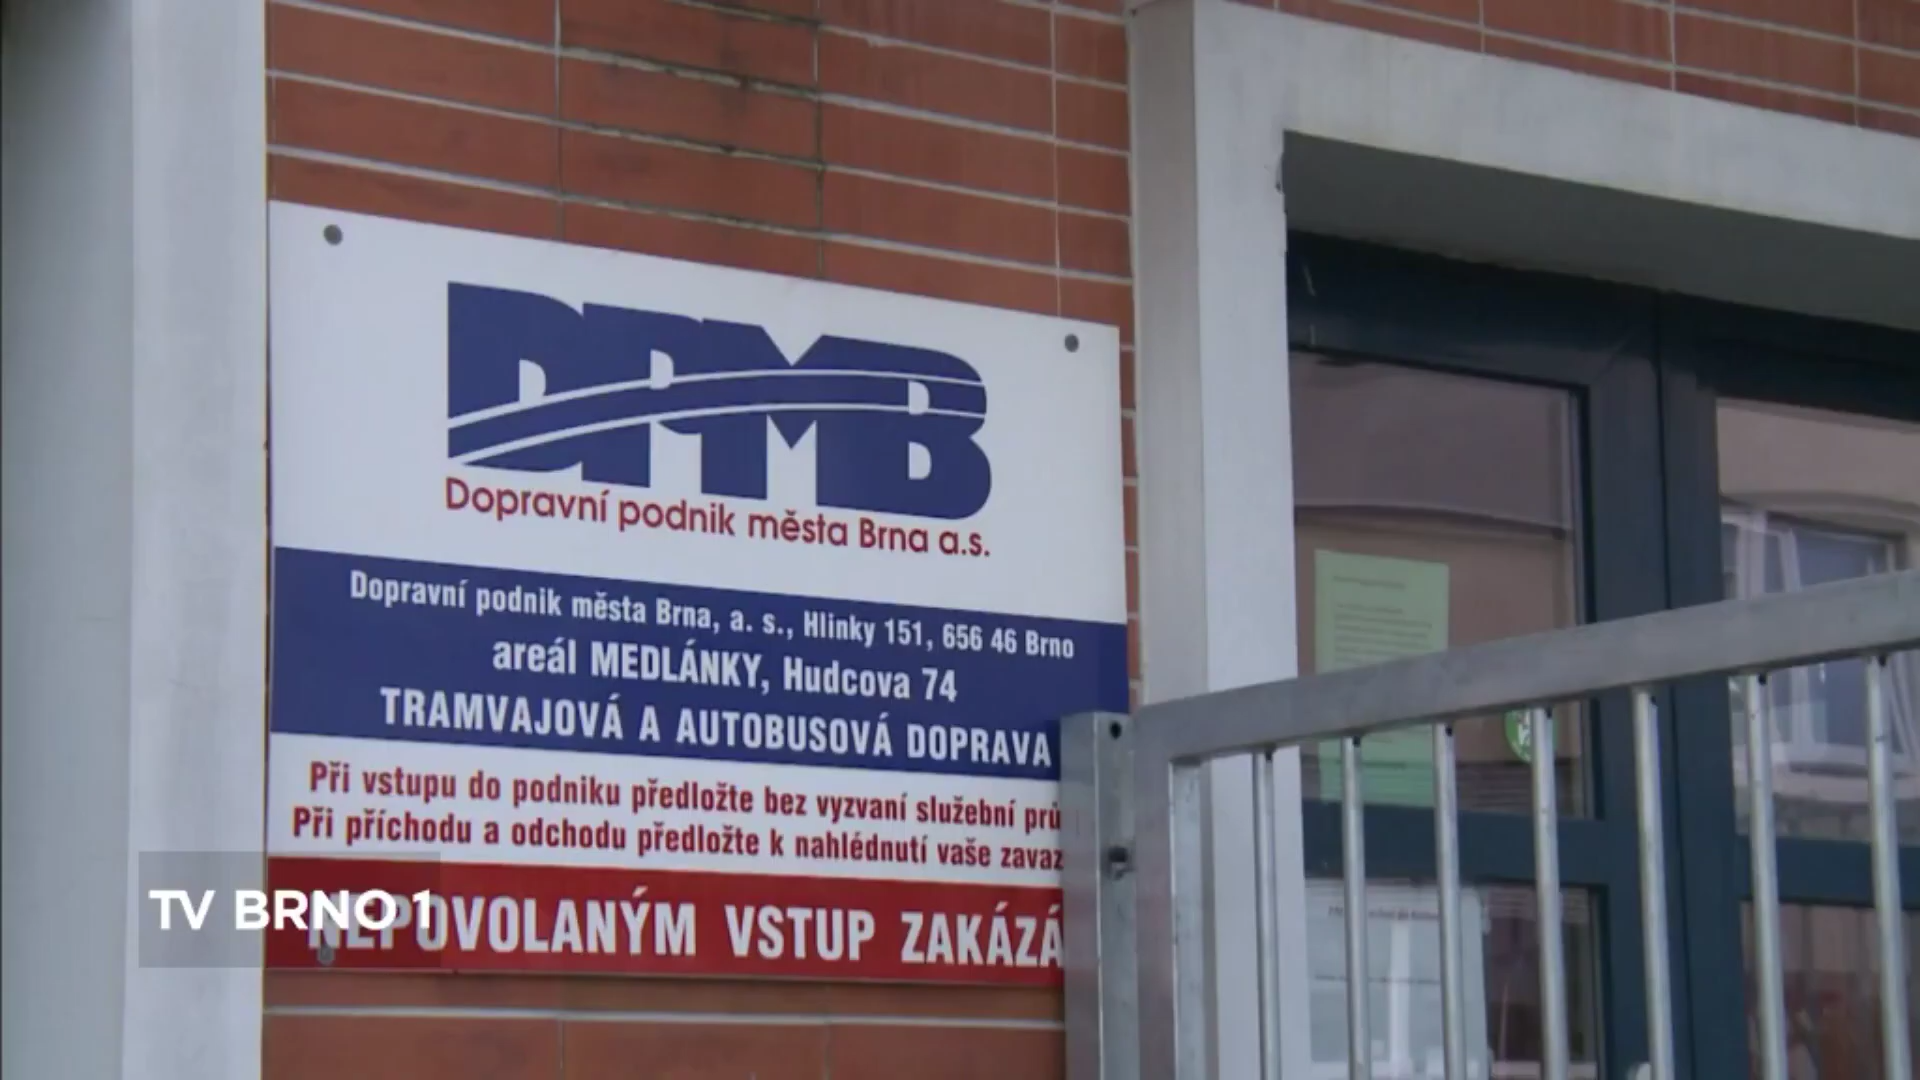 DPMB
Dopravní podnik města Brna a.s.
Dopravní podnik města Brna, a. s., Hlinky 151, 656 46 Brno
areál MEDLÁNKY, Hudcova 74
TRAMVAJOVÁ A AUTOBUSOVÁ DOPRAVA
Při vstupu do podniku předložte bez vyzvaní služební prů
Při příchodu a odchodu předložte k nahlédnutí vaše zavaz
NEPOVOLANÝM VSTUP ZAKÁZÁ
TV BRNO 1